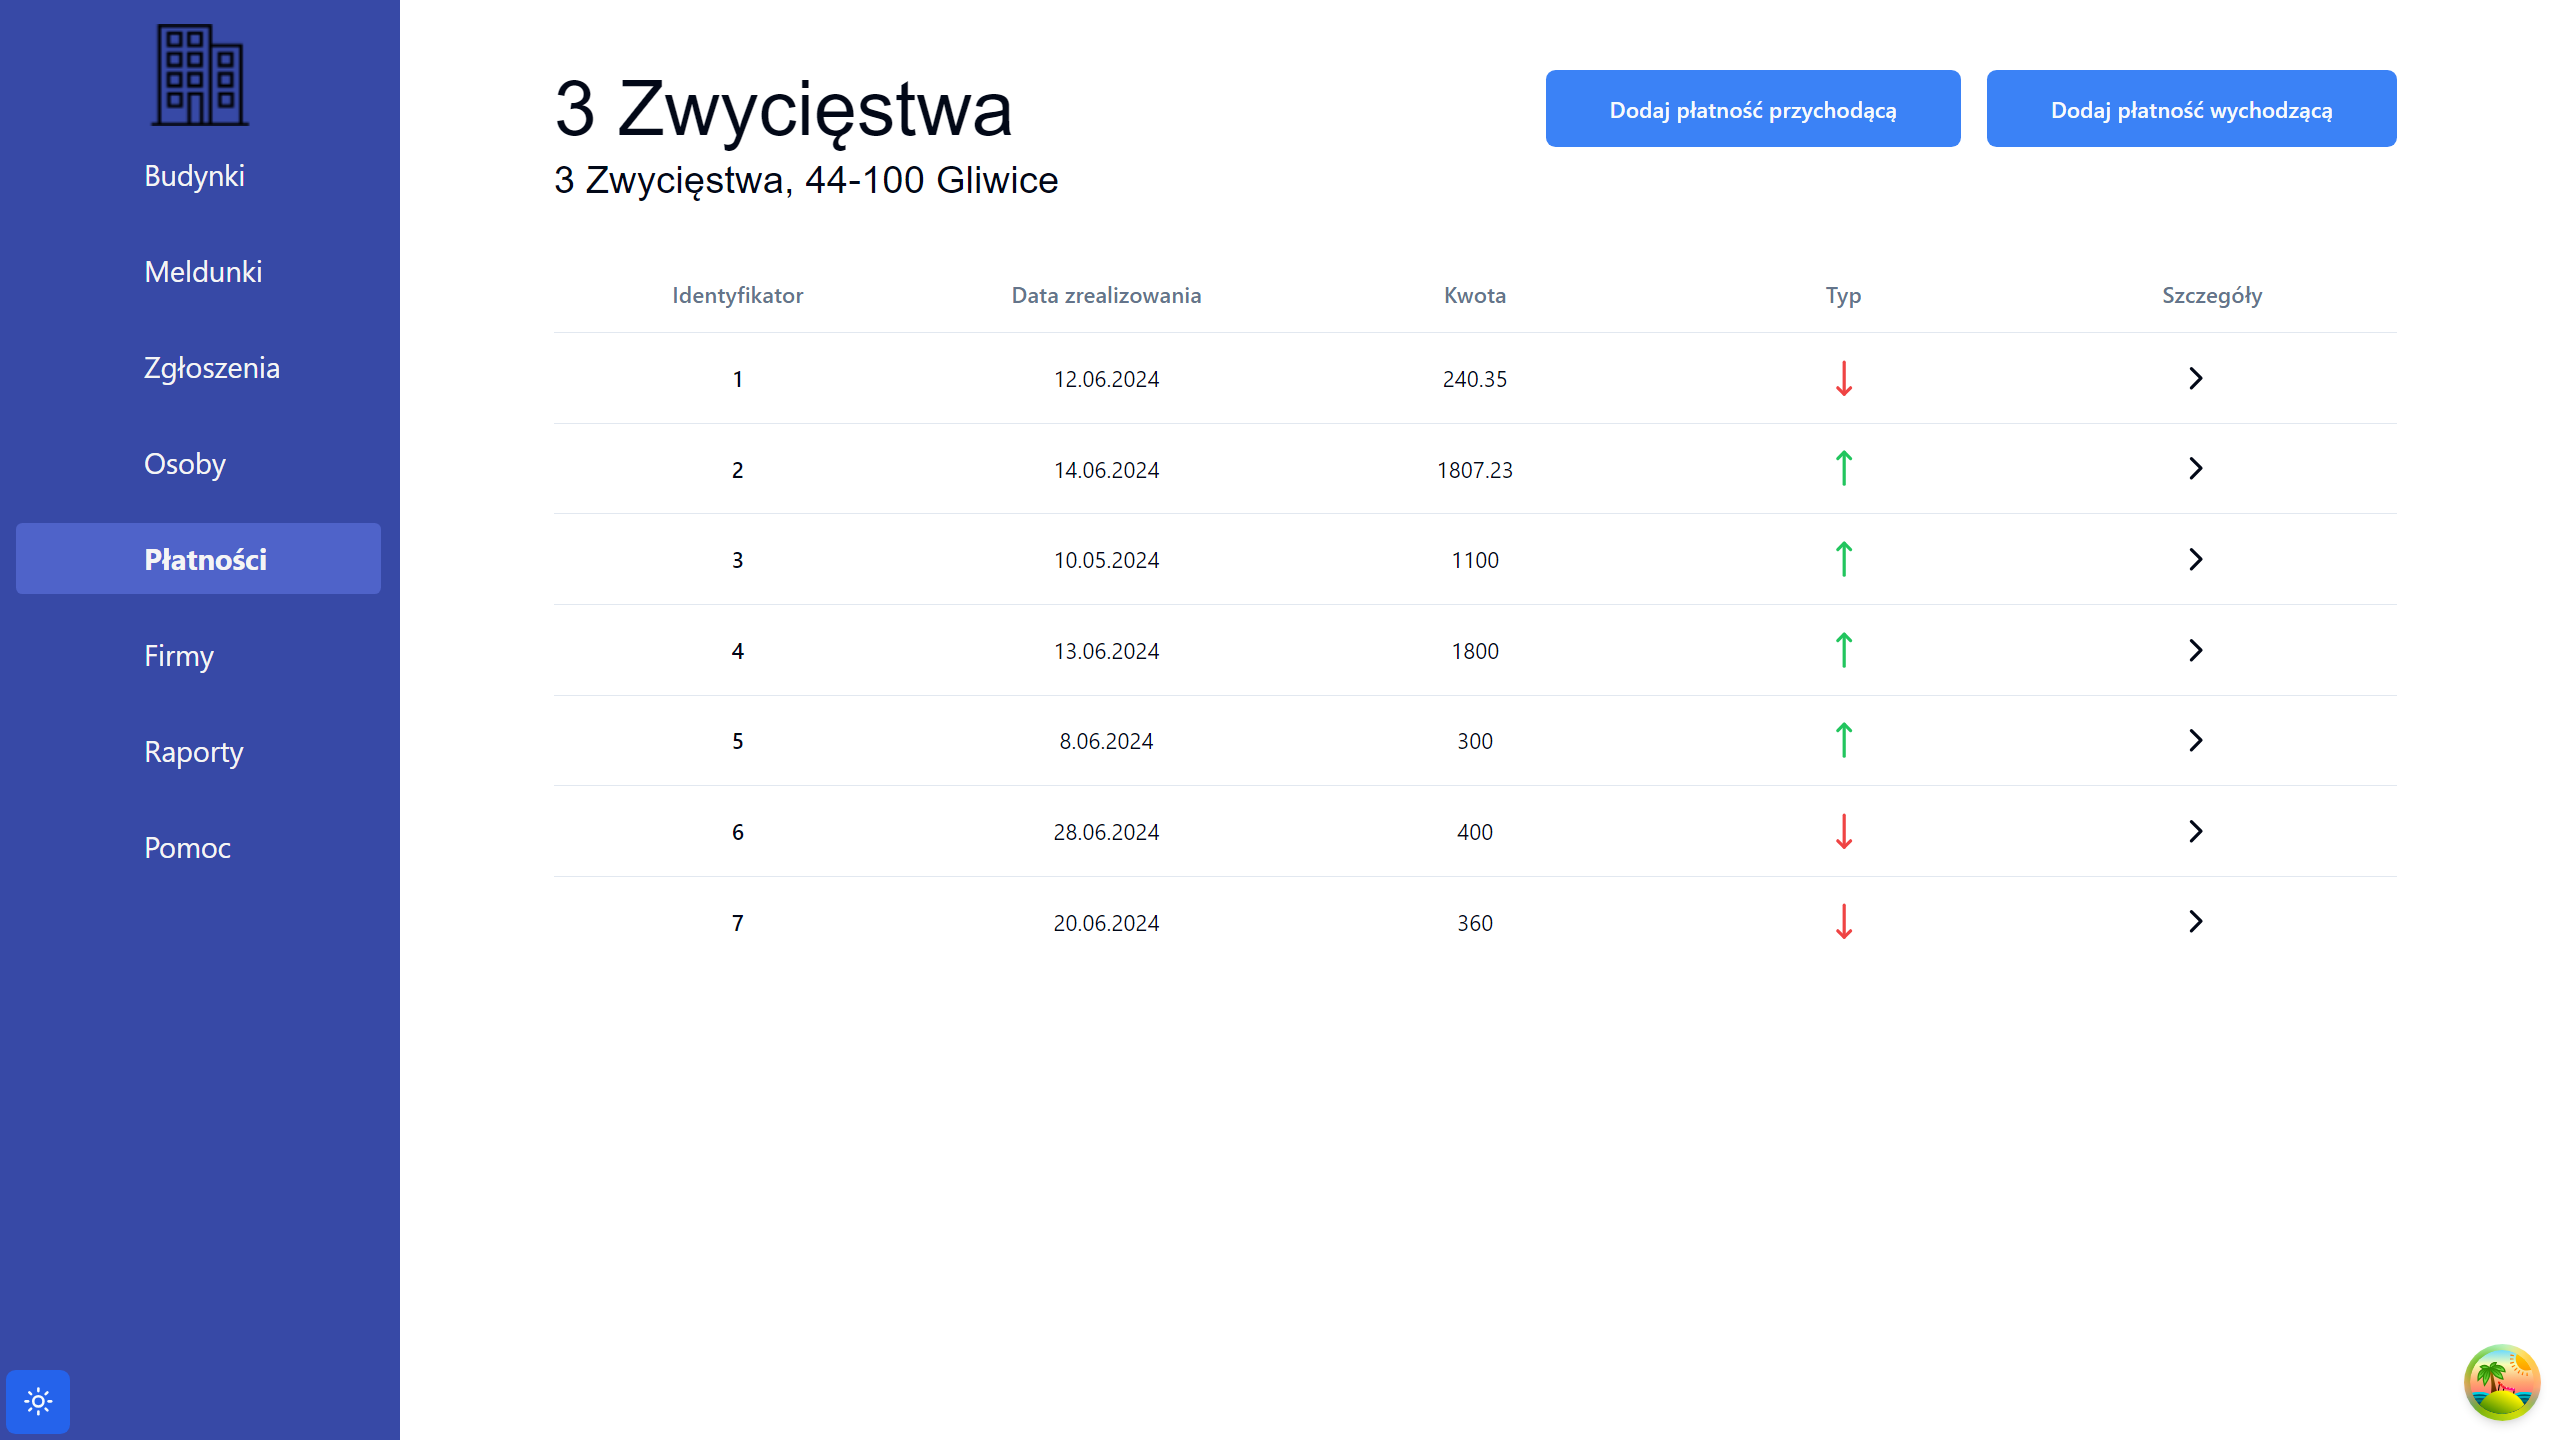 Budynki
Meldunki
Zgłoszenia
Osoby
Płatności
Firmy
Raporty
Pomoc
3 Zwycięstwa
3 Zwycięstwa, 44-100 Gliwice
Dodaj płatność przychodącą
Dodaj płatność wychodzącą
Identyfikator Data zrealizowania Kwota Typ Szczegóły
1 12.06.2024 240.35
2 14.06.2024 1807.23
3 10.05.2024 1100
4 13.06.2024 1800
5 8.06.2024 300
6 28.06.2024 400
7 20.06.2024 360